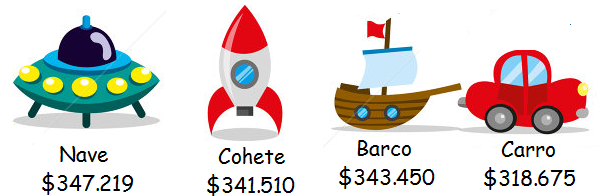 Nave
$347.219
Cohete
$341.510
Barco
$343.450
Carro
$318.675